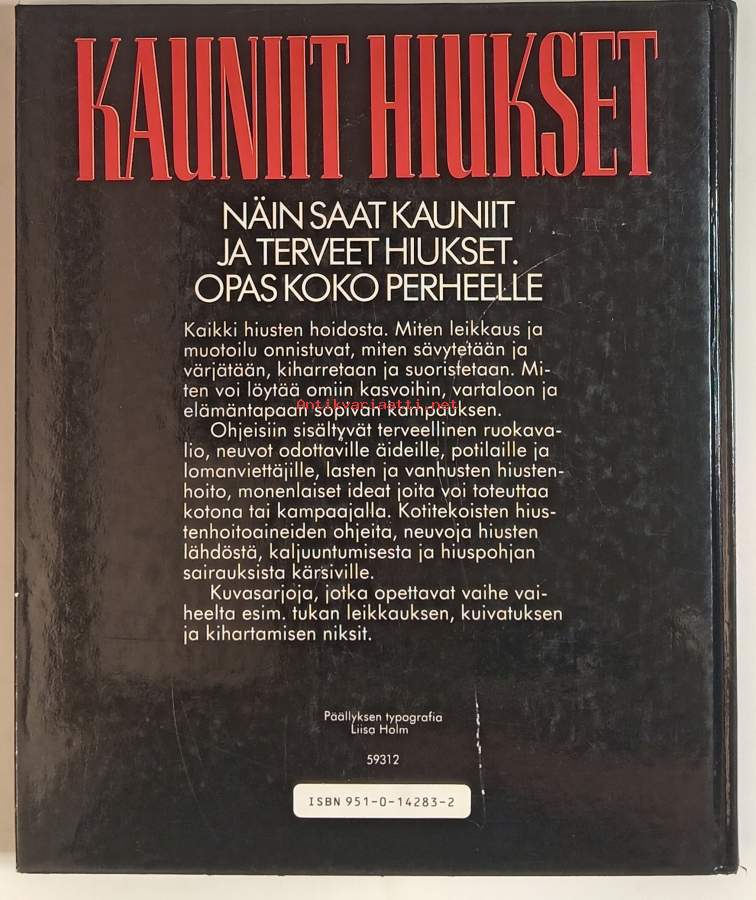 KAUNIIT HIUKSET
NÄIN SAAT KAUNIIT
JA TERVEET HIUKSET.
OPAS KOKO PERHEELLE
Kaikki hiusten hoidosta. Miten leikkaus ja
muotoilu onnistuvat, miten sävytetään ja
värjätään, kiharretaan ja suoristetaan. Mi-
ten voi löytää omiin kasvoihin, vartaloon ja
elämäntapaan sopivan kampauksen.
Antikvariaatti.net
Ohjeisiin sisältyvät terveellinen ruokava-
lio, neuvot odottaville äideille, potilaille ja
lomanviettäjille, lasten ja vanhusten hiusten-
hoito, monenlaiset ideat joita voi toteuttaa
kotona tai kampaajalla. Kotitekoisten hius-
tenhoitoaineiden ohjeita, neuvoja hiusten
lähdöstä, kaljuuntumisesta ja hiuspohjan
sairauksista kärsiville.
Kuvasarjoja, jotka opettavat vaihe vai-
heelta esim. tukan leikkauksen, kuivatuksen
ja kihartamisen niksit.
Päällyksen typografia
Liisa Holm
59312
ISBN 951-0-14283-2